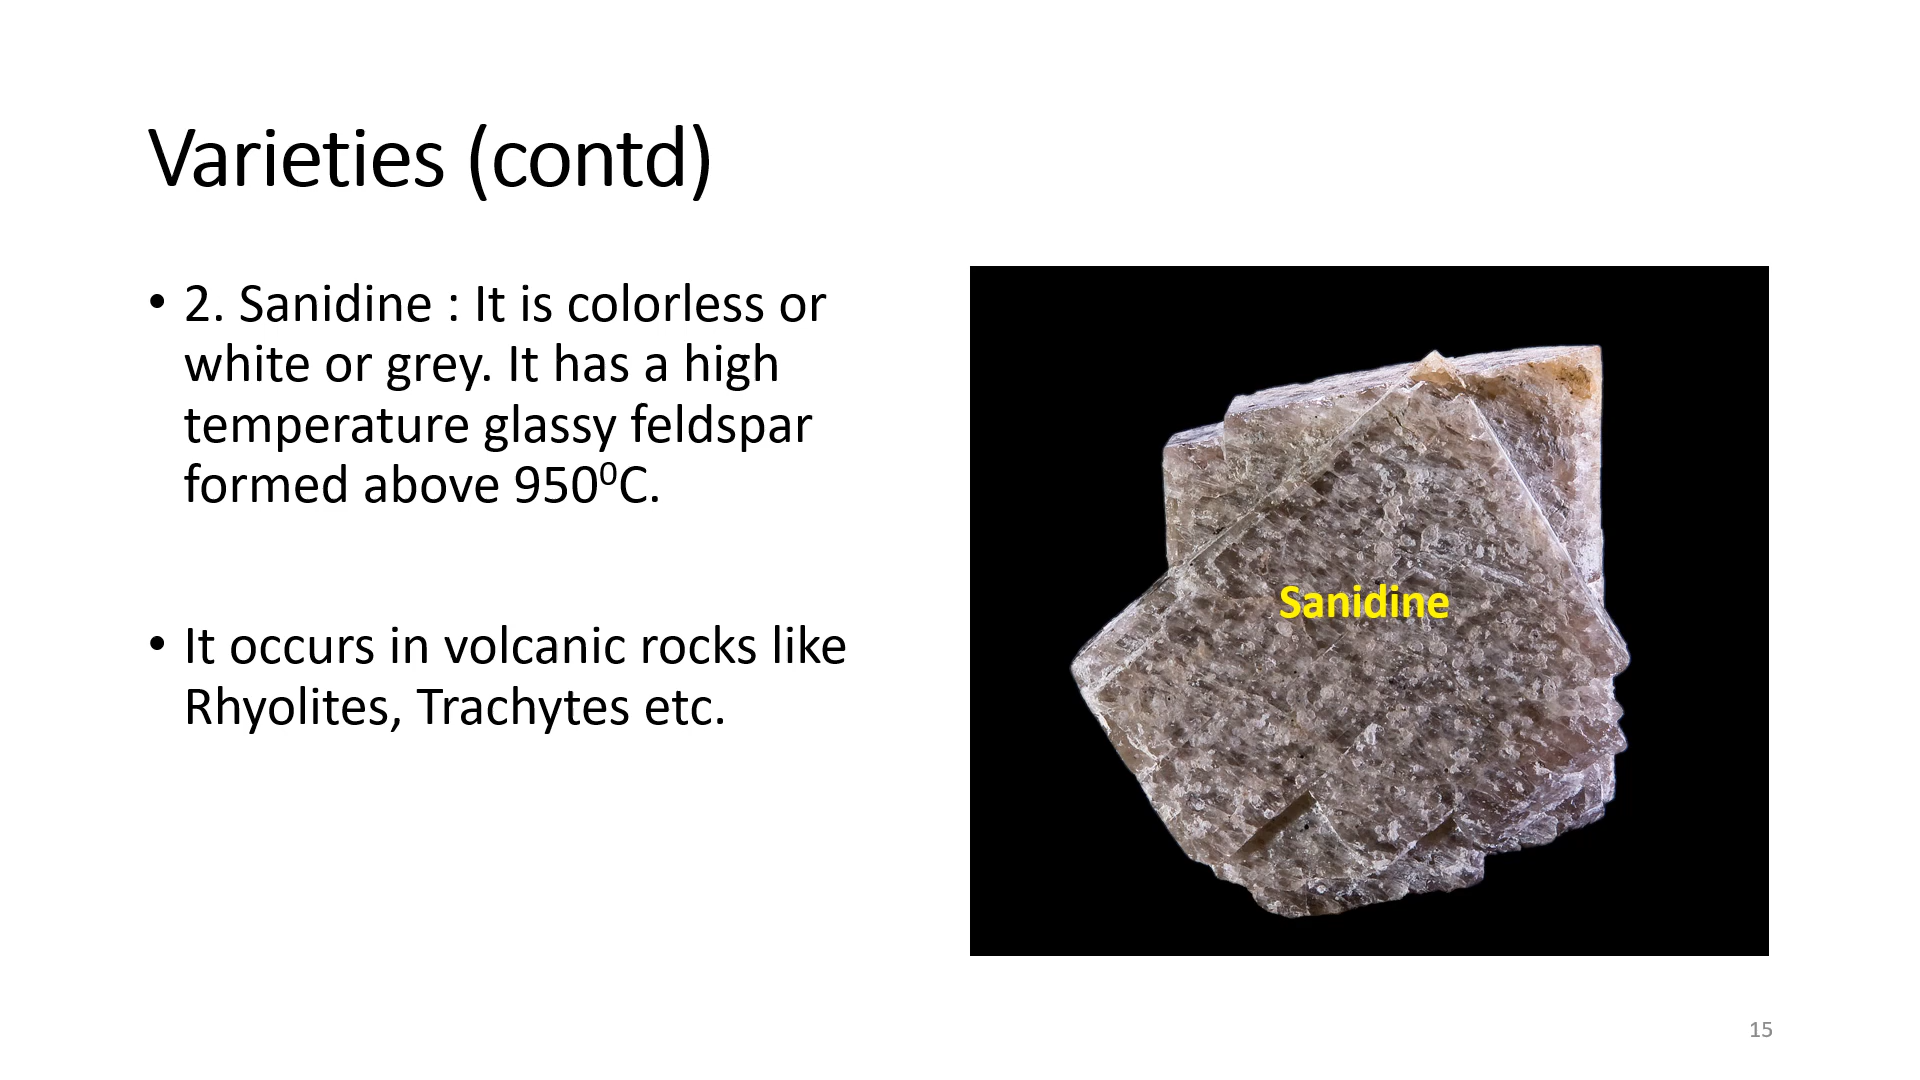 Varieties (contd)
• 2. Sanidine : It is colorless or
white or grey. It has a high
temperature glassy feldspar
formed above 950⁰C.
• It occurs in volcanic rocks like
Rhyolites, Trachytes etc.
Sanidine
15